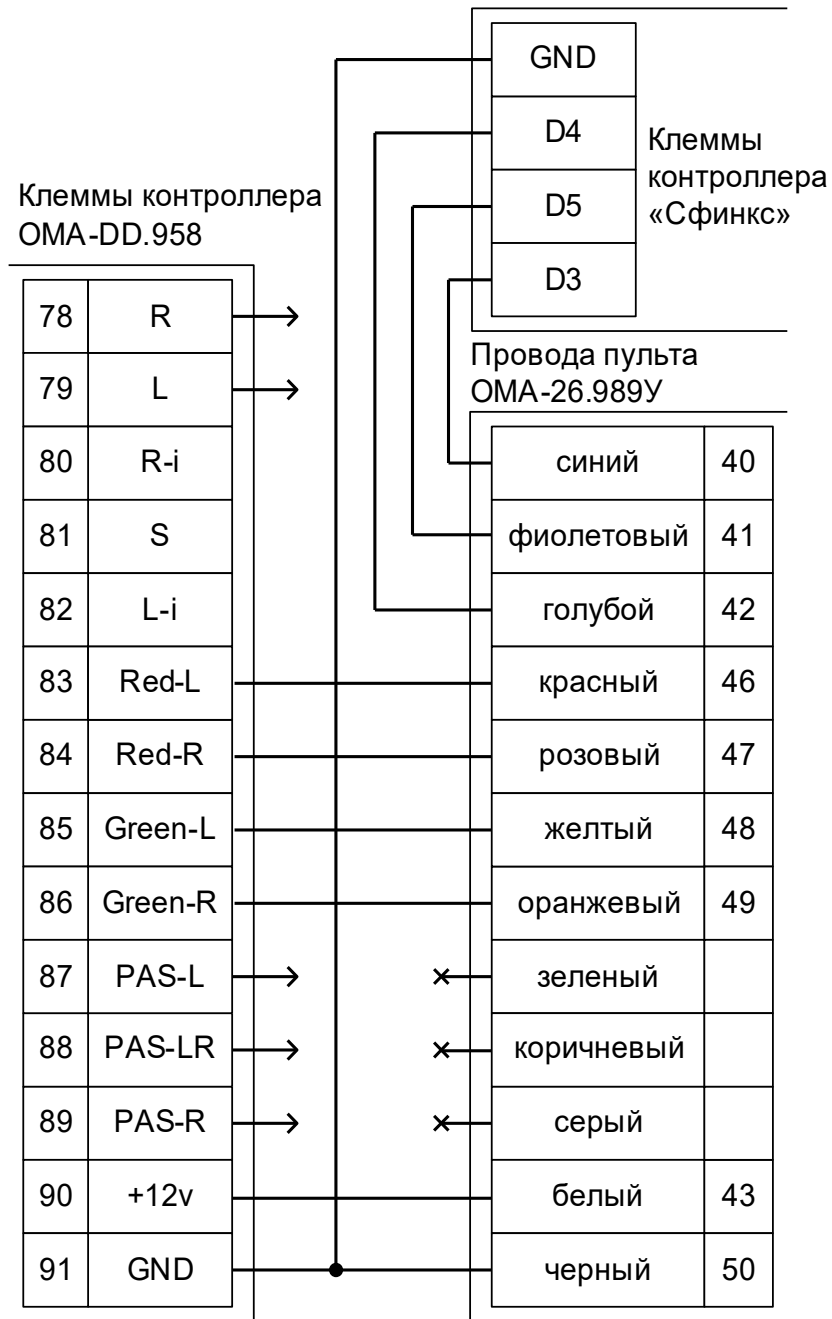 GND
D4
D5
D3
Клеммы
контроллера
«Сфинкс»
Клеммы контроллера
ОМА-DD.958
78 R
79 L
80 R-i
81 S
82 L-i
83 Red-L
84 Red-R
85 Green-L
86 Green-R
87 PAS-L
88 PAS-LR
89 PAS-R
90 +12v
91 GND
Провода пульта
ОМА-26.989У
синий 40
фиолетовый 41
голубой 42
красный 46
розовый 47
желтый 48
оранжевый 49
зеленый
коричневый
серый
белый 43
черный 50